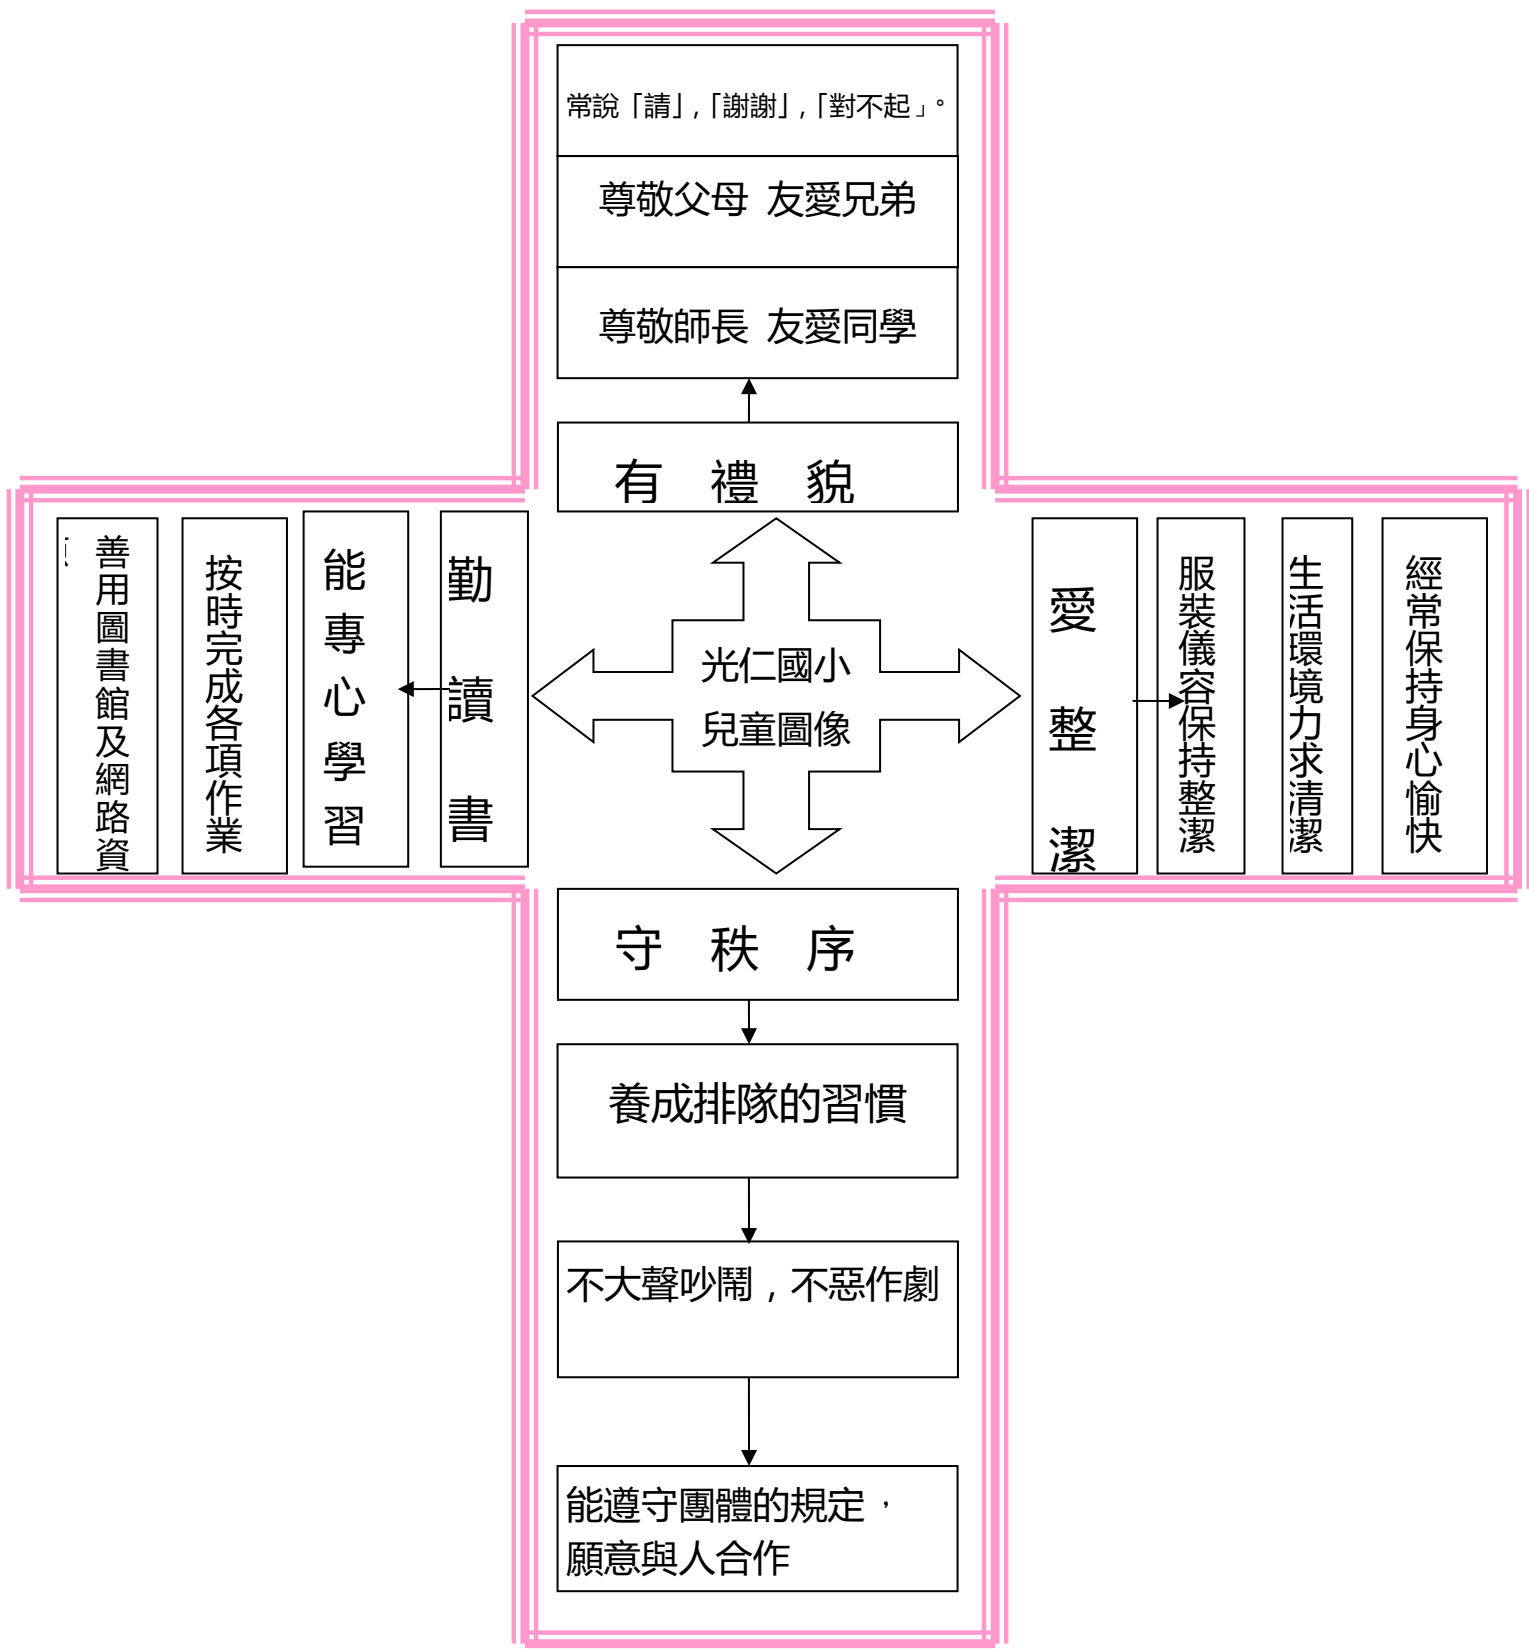 常說「請」,「謝謝」,「對不起」。
尊敬父母 友愛兄弟
尊敬師長 友愛同學
有 禮 貌
善用圖書館及網路資
按時完成各項作業
能專心學習
勤 讀 書
光仁國小
兒童圖像
愛 整 潔
服裝儀容保持整潔
生活環境力求清潔
經常保持身心愉快
守 秩 序
養成排隊的習慣
不大聲吵鬧,不惡作劇
能遵守團體的規定,
願意與人合作